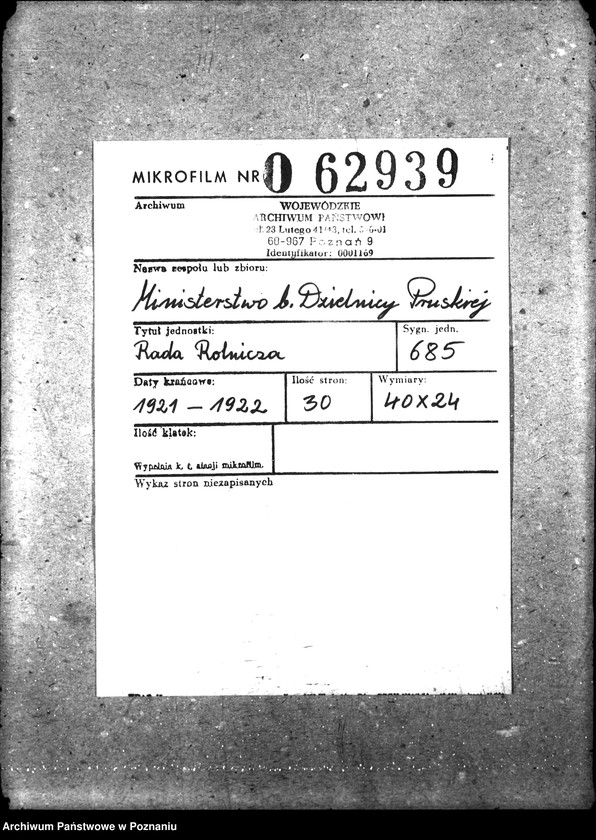 MIKROFILM NR 0 62939
Archiwum
WOJEWÓDZKIE
ARCHIWUM PAŃSTWOWE
ul. 23 Lutego 41/43, tel.
60-967 Poznań 9
Identyfikator: 0001169
Nazwa zespołu lub zbioru:
Ministerstwo b. Dzielnicy Pruskiej
Tytuł jednostki:
Sygn. jedn.
Rada Rolnicza
685
Daty krańcowe:
Ilość stron:
Wymiary:
1921 – 1922
30
40x24
Ilość klatek:
Wypełnia k. t. stacji mikrofilm.
Wykaz stron niezapisanych
Archiwum Państwowe w Poznaniu